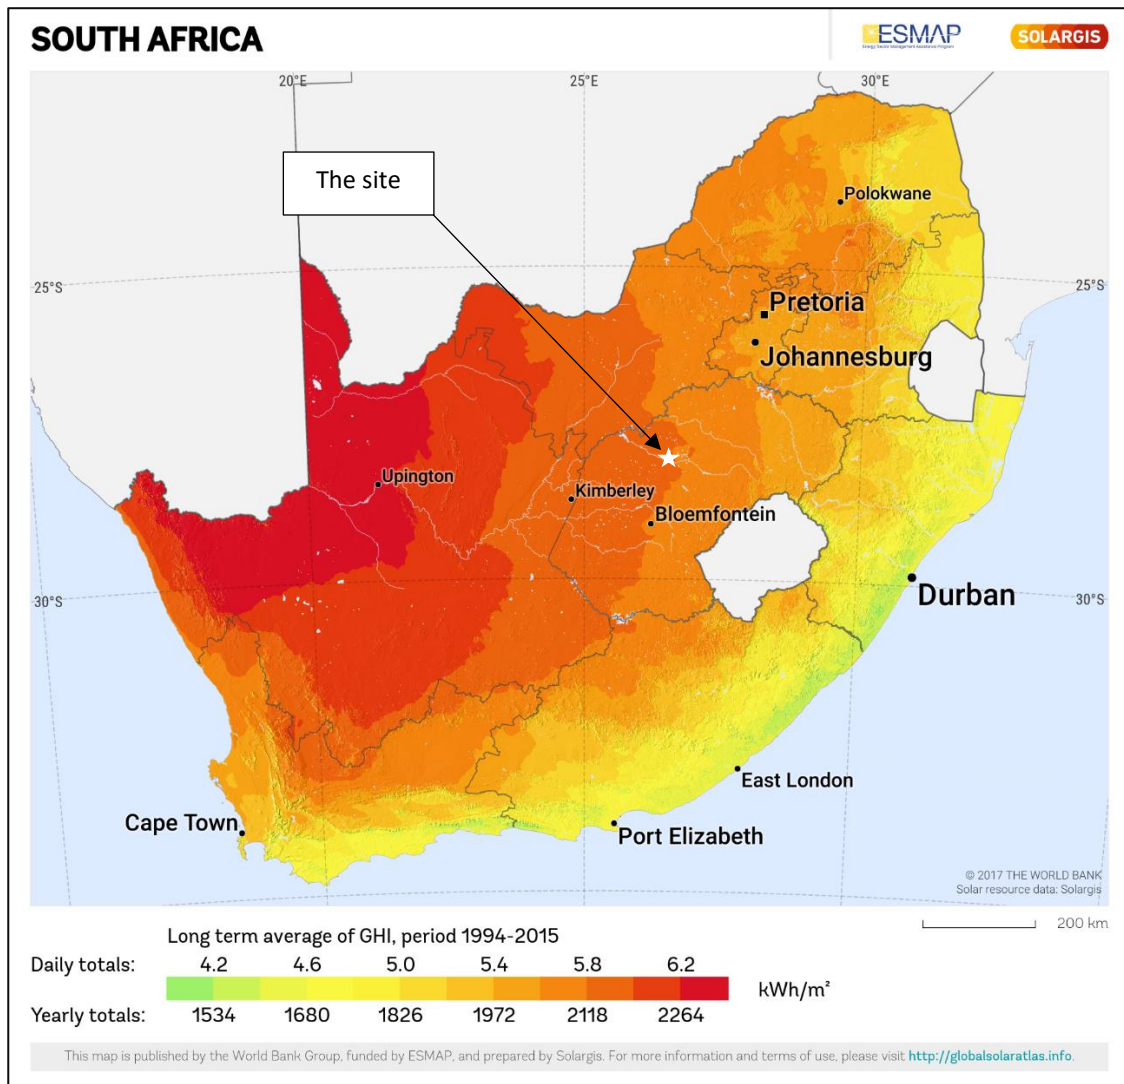 SOUTH AFRICA
ESMAP
Energy Sector Management Assistance Program
SOLARGIS
20°E
25°E
30°E
The site
Polokwane
25°S
25°S
Pretoria
Johannesburg
Upington
Kimberley
Bloemfontein
30°S
Durban
30°S
East London
Cape Town
Port Elizabeth
© 2017 THE WORLD BANK
Solar resource data: Solargis
200 km
Long term average of GHI, period 1994-2015
Daily totals: 4.2 4.6 5.0 5.4 5.8 6.2
kWh/m²
Yearly totals: 1534 1680 1826 1972 2118 2264
This map is published by the World Bank Group, funded by ESMAP, and prepared by Solargis. For more information and terms of use, please visit http://globalsolaratlas.info.